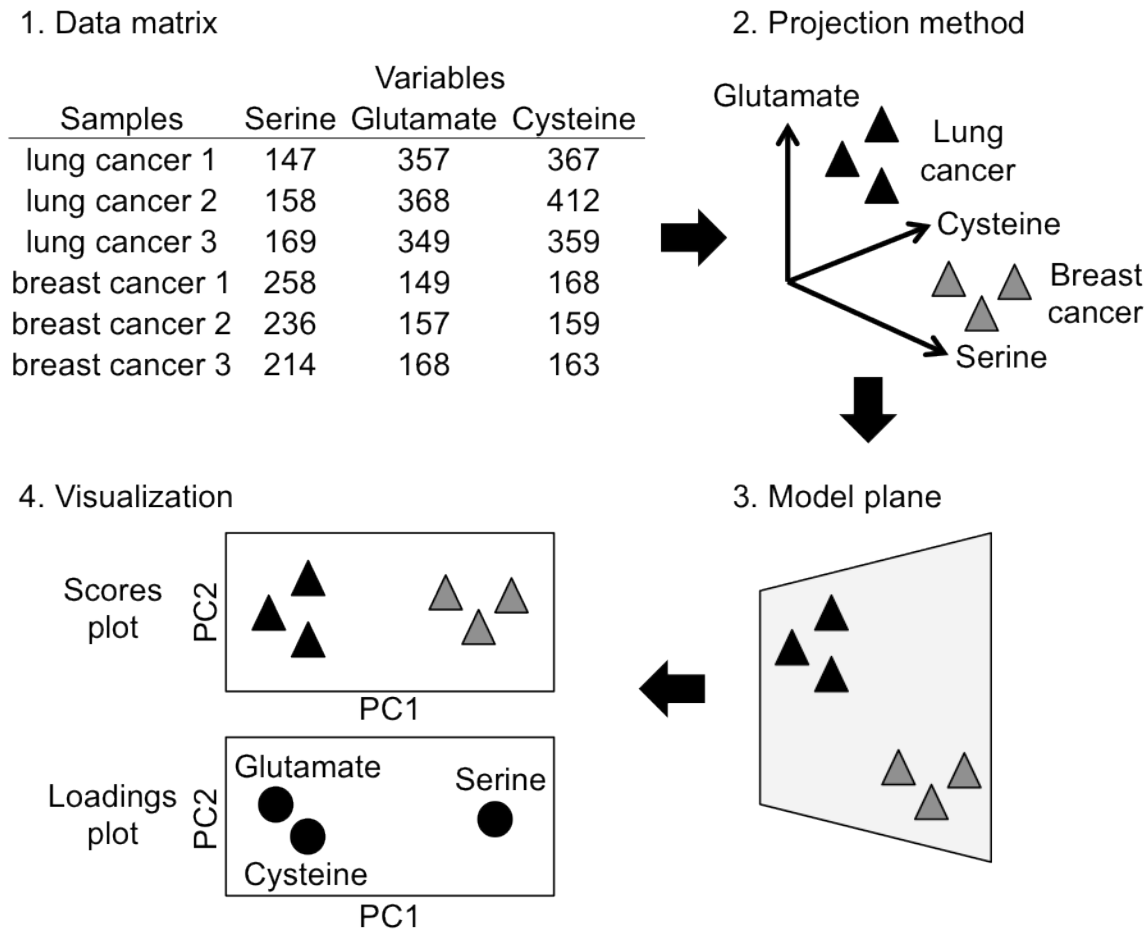 1. Data matrix
Variables
Samples Serine Glutamate Cysteine
lung cancer 1 147 357 367
lung cancer 2 158 368 412
lung cancer 3 169 349 359
breast cancer 1 258 149 168
breast cancer 2 236 157 159
breast cancer 3 214 168 163
2. Projection method
Glutamate
Lung
cancer
Cysteine
Breast
cancer
Serine
3. Model plane
4. Visualization
Scores
plot
PC2
PC1
Loadings
plot
PC2
Glutamate
Serine
Cysteine
PC1